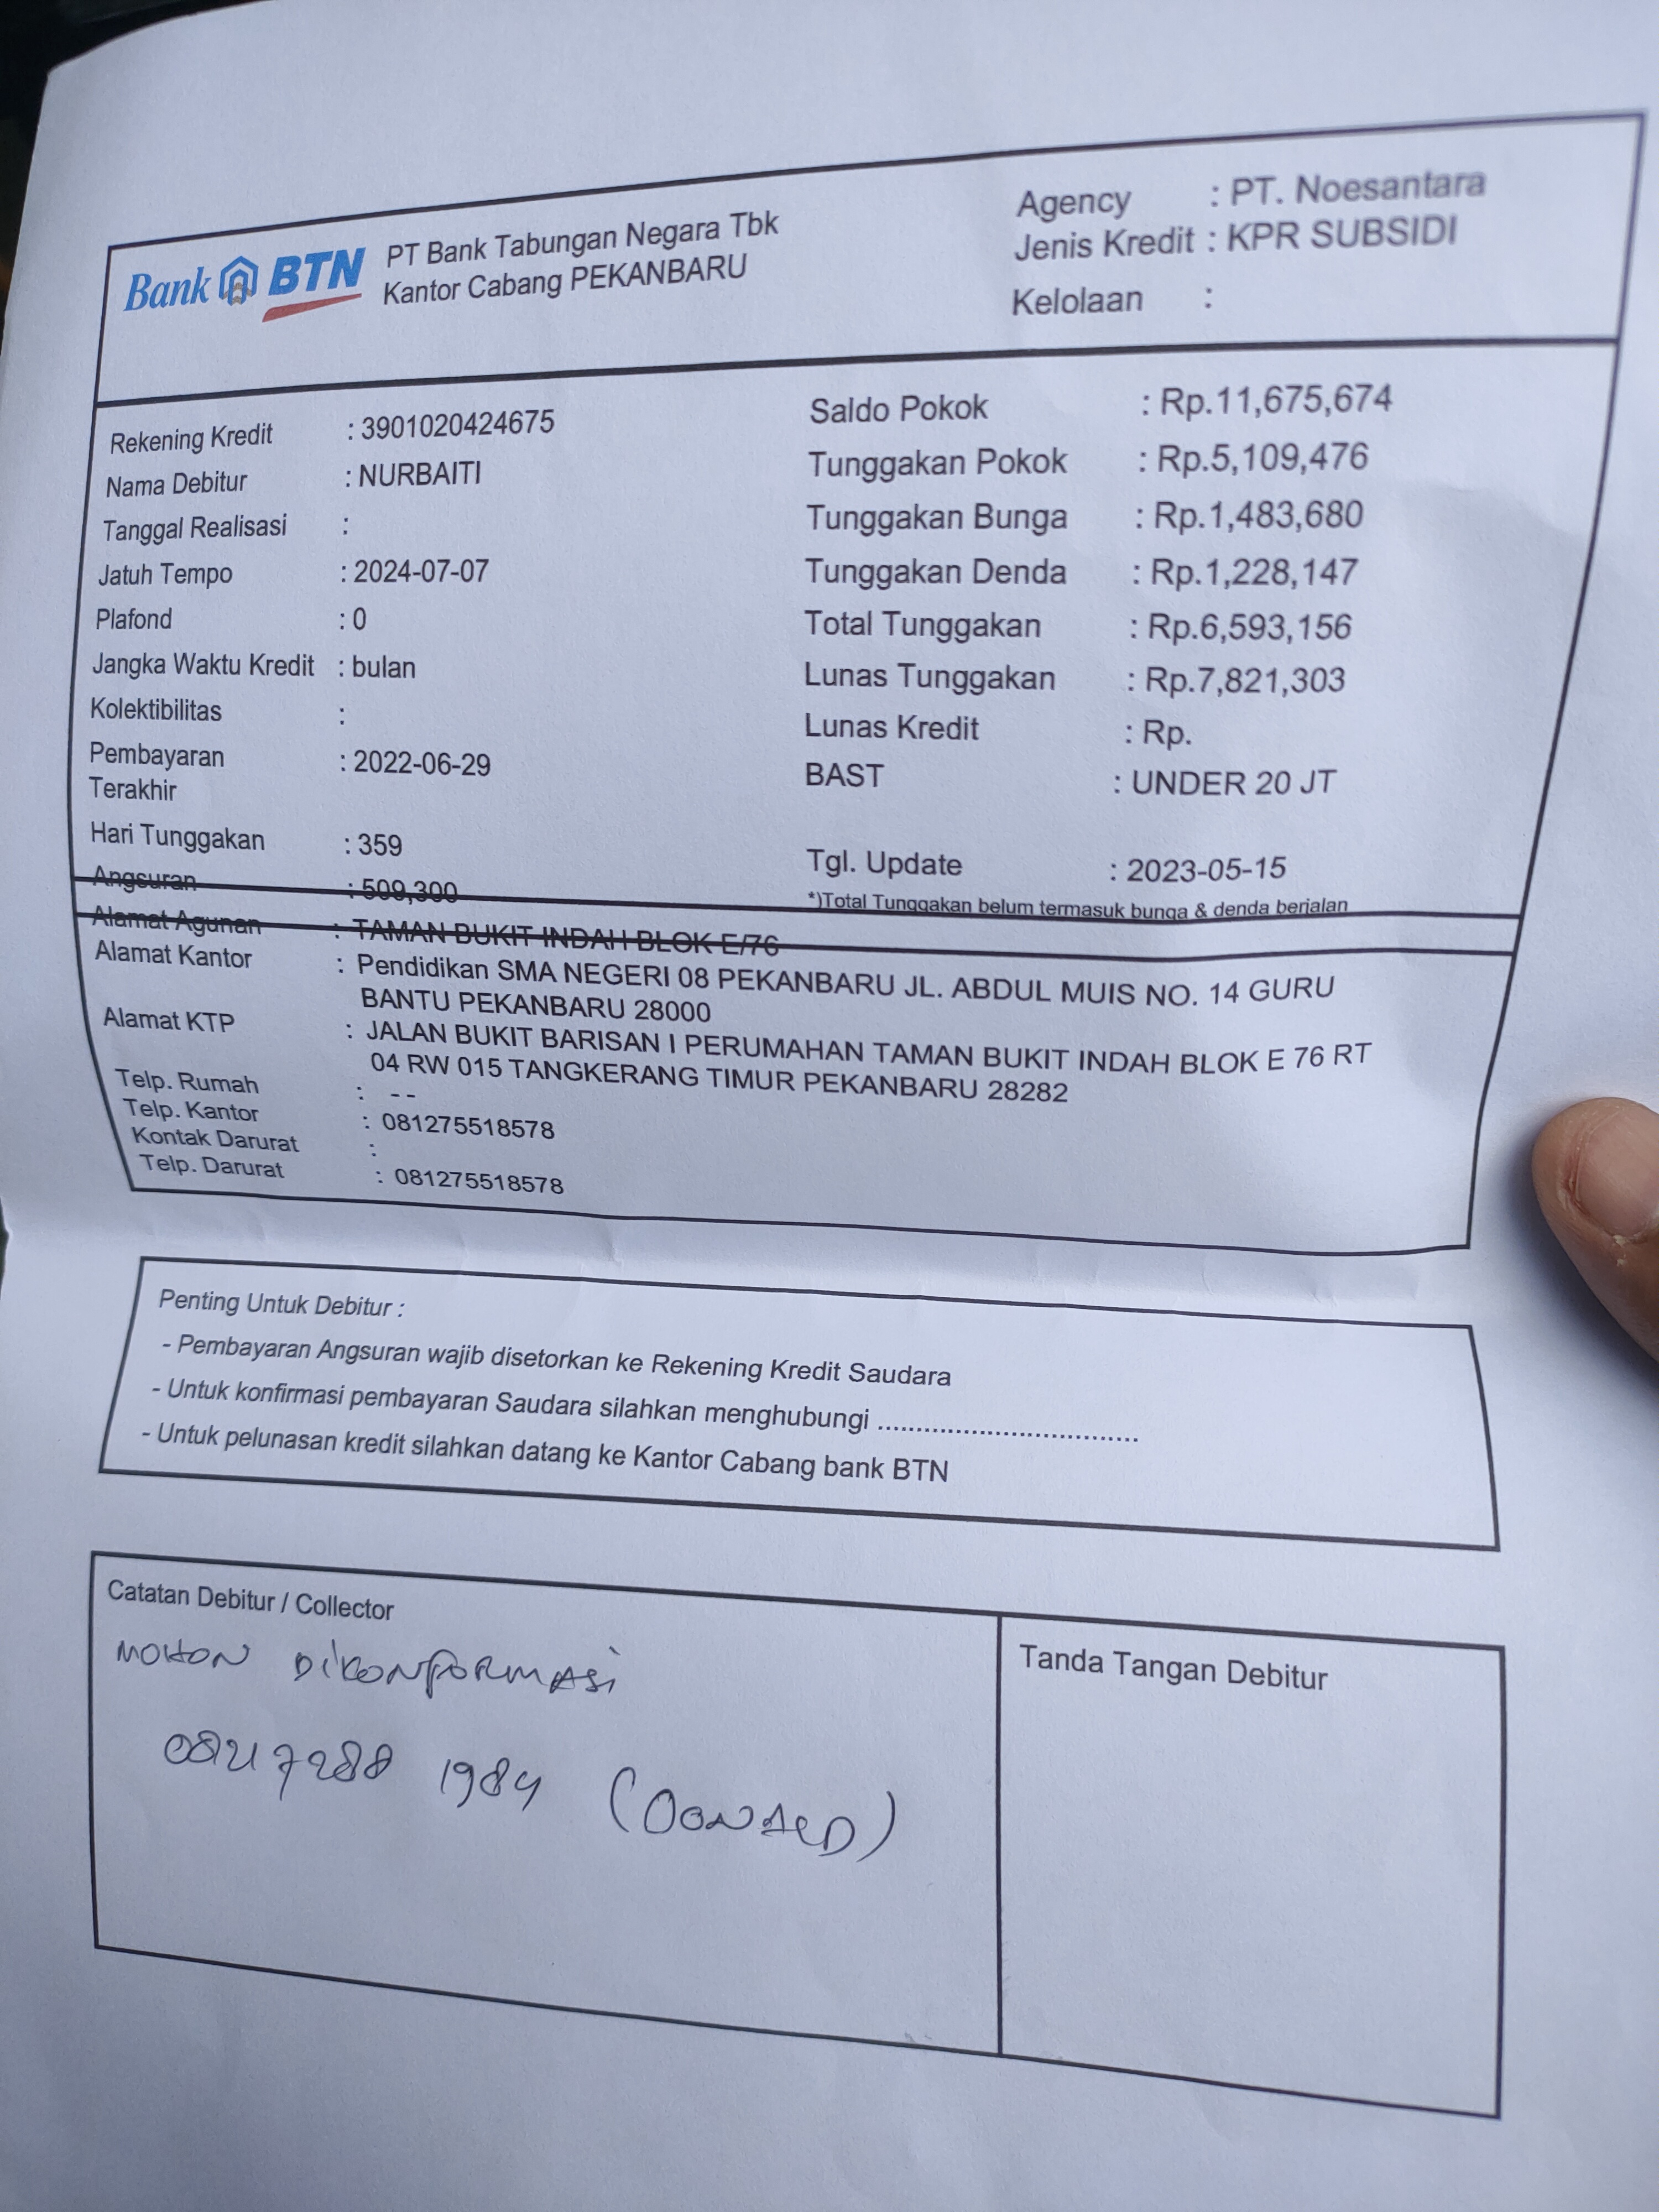 Bank BTN
PT Bank Tabungan Negara Tbk
Kantor Cabang PEKANBARU
Agency : PT. Noesantara
Jenis Kredit : KPR SUBSIDI
Kelolaan :
Rekening Kredit : 3901020424675
Nama Debitur : NURBAITI
Tanggal Realisasi :
Jatuh Tempo : 2024-07-07
Plafond : 0
Jangka Waktu Kredit : bulan
Kolektibilitas :
Pembayaran : 2022-06-29
Terakhir
Hari Tunggakan : 359
Angsuran : 509,300
Saldo Pokok : Rp.11,675,674
Tunggakan Pokok : Rp.5,109,476
Tunggakan Bunga : Rp.1,483,680
Tunggakan Denda : Rp.1,228,147
Total Tunggakan : Rp.6,593,156
Lunas Tunggakan : Rp.7,821,303
Lunas Kredit : Rp.
BAST : UNDER 20 JT
Tgl. Update : 2023-05-15
*)Total Tunggakan belum termasuk bunga & denda berjalan
Alamat Agunan : TAMAN BUKIT INDAH BLOK E/76
Alamat Kantor : Pendidikan SMA NEGERI 08 PEKANBARU JL. ABDUL MUIS NO. 14 GURU
BANTU PEKANBARU 28000
Alamat KTP : JALAN BUKIT BARISAN I PERUMAHAN TAMAN BUKIT INDAH BLOK E 76 RT
04 RW 015 TANGKERANG TIMUR PEKANBARU 28282
Telp. Rumah : --
Telp. Kantor : 081275518578
Kontak Darurat :
Telp. Darurat : 081275518578
Penting Untuk Debitur :
- Pembayaran Angsuran wajib disetorkan ke Rekening Kredit Saudara
- Untuk konfirmasi pembayaran Saudara silahkan menghubungi ..................................
- Untuk pelunasan kredit silahkan datang ke Kantor Cabang bank BTN
Catatan Debitur / Collector
MOHON DIKONFORMASI
08217288 1984
Tanda Tangan Debitur